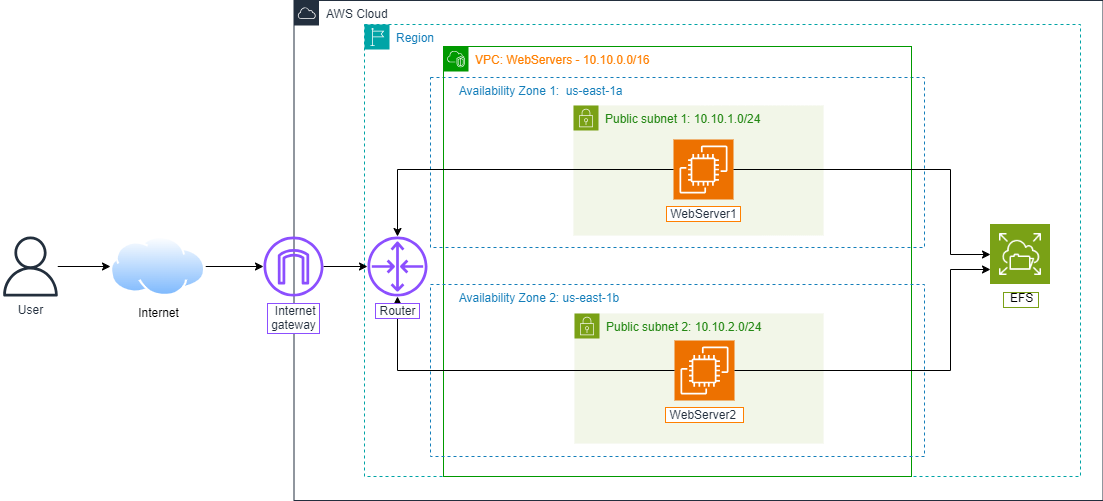 AWS Cloud
Region
VPC: WebServers - 10.10.0.0/16
Availability Zone 1: us-east-1a
Public subnet 1: 10.10.1.0/24
WebServer1
User
Internet
Internet
gateway
Router
EFS
Availability Zone 2: us-east-1b
Public subnet 2: 10.10.2.0/24
WebServer2